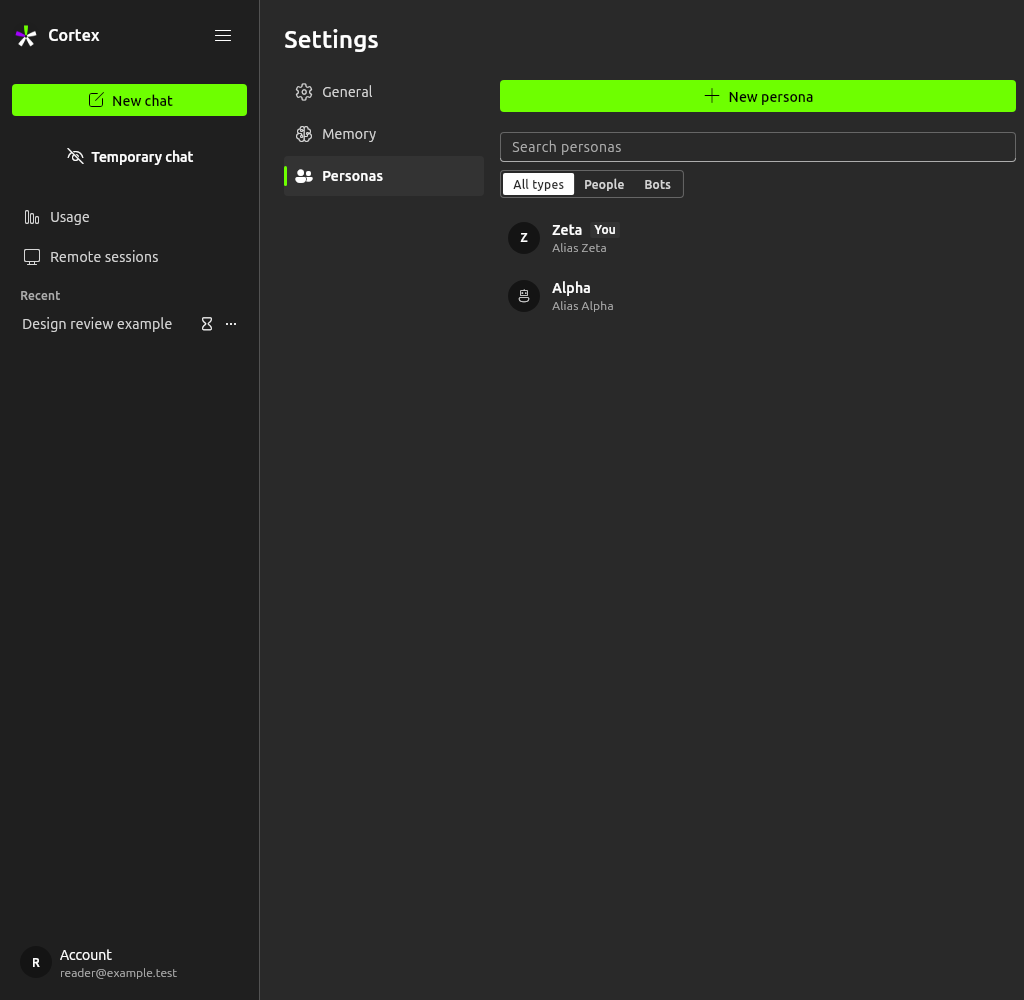 Cortex
New chat
Temporary chat
Usage
Remote sessions
Recent
Design review example
R
Account
reader@example.test
Settings
General
Memory
Personas
New persona
Search personas
All types People Bots
Z
Zeta You
Alias Zeta
Alpha
Alias Alpha